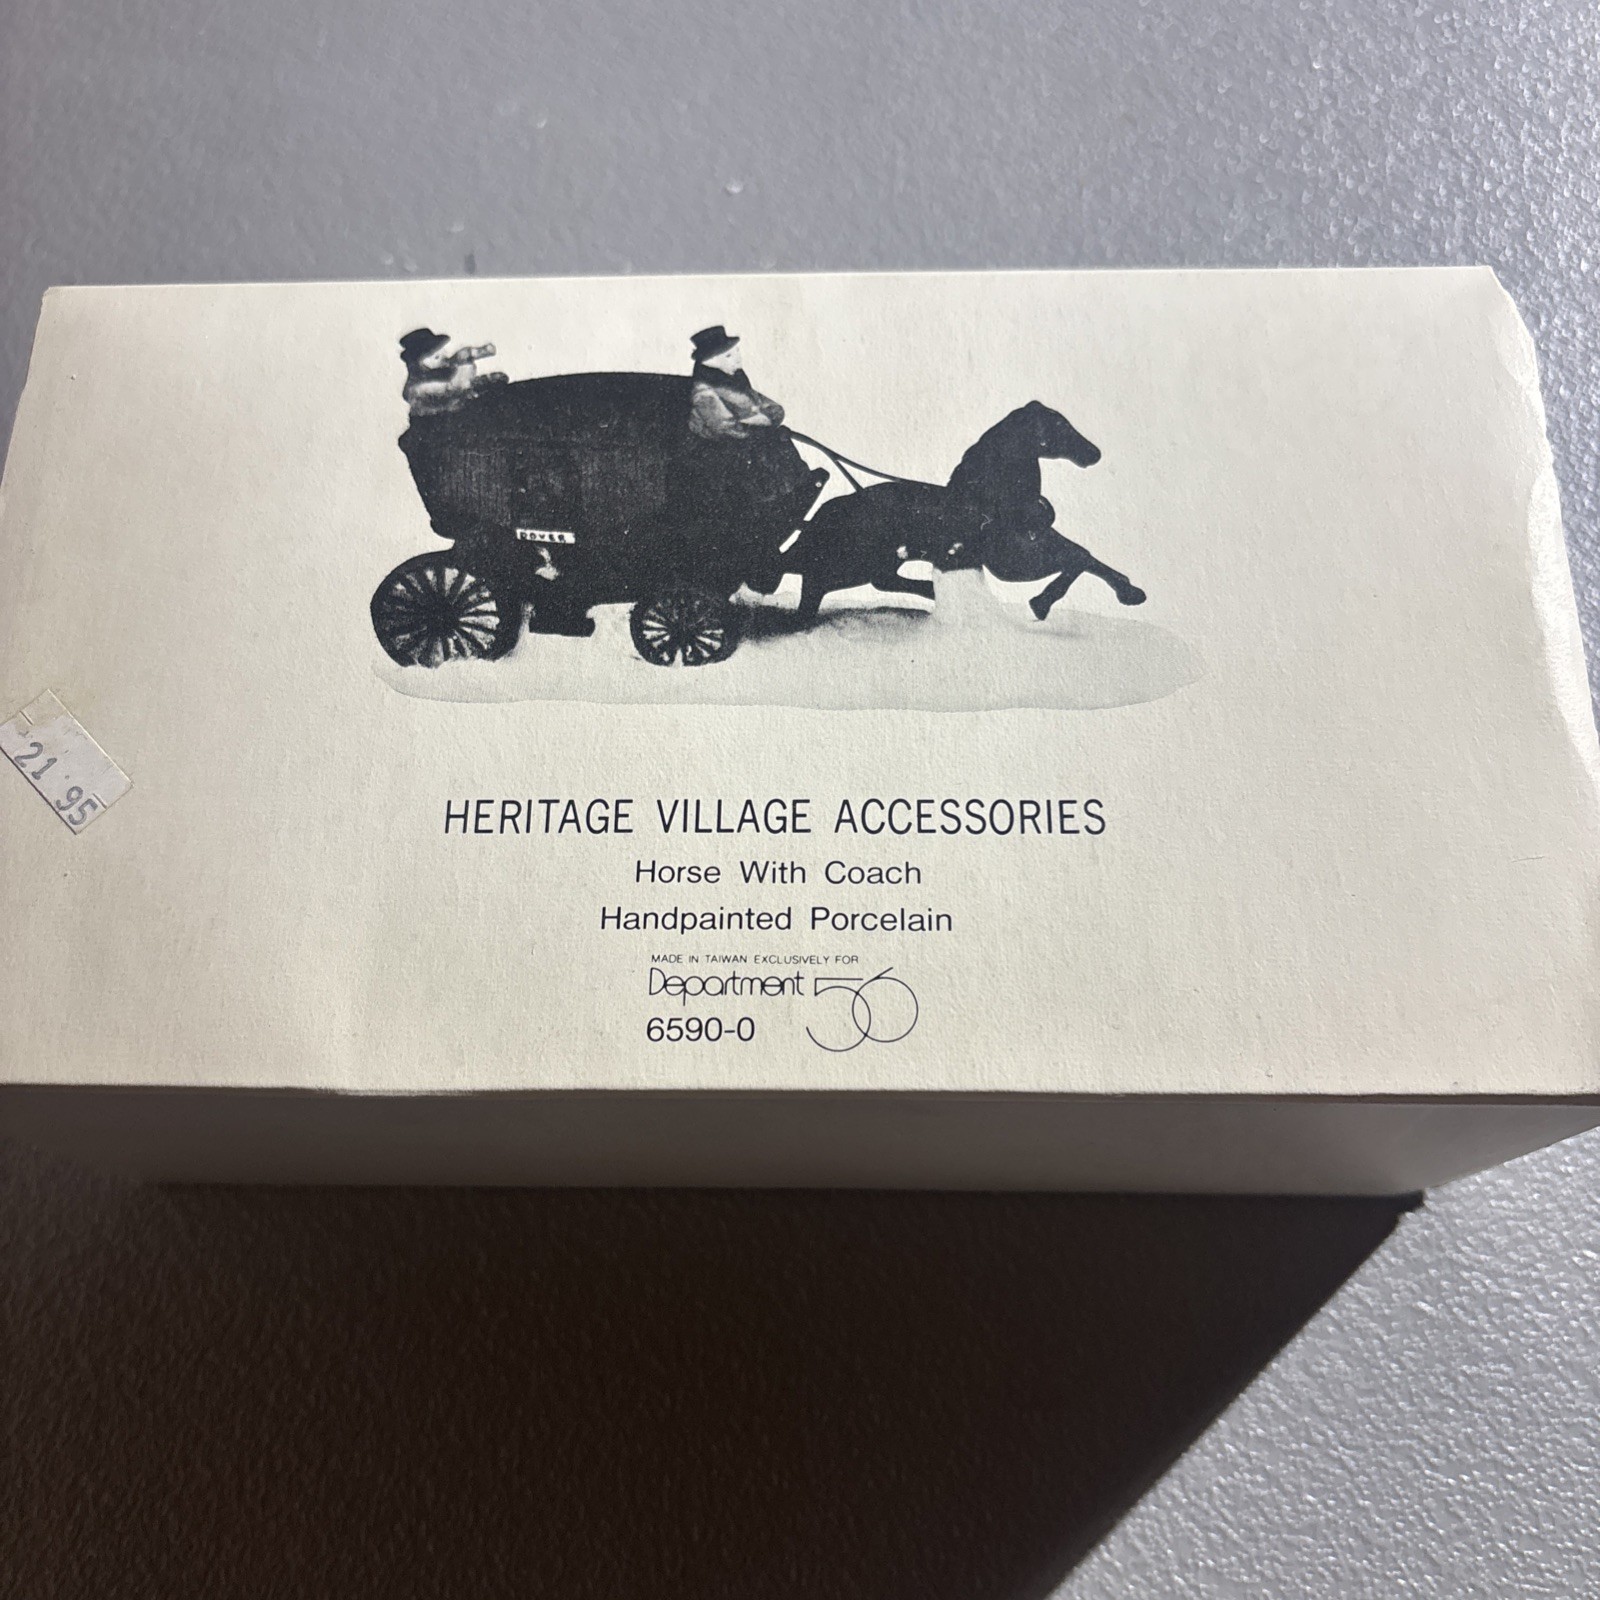 DOVER
21.95
HERITAGE VILLAGE ACCESSORIES
Horse With Coach
Handpainted Porcelain
MADE IN TAIWAN EXCLUSIVELY FOR
Department 56
6590-0